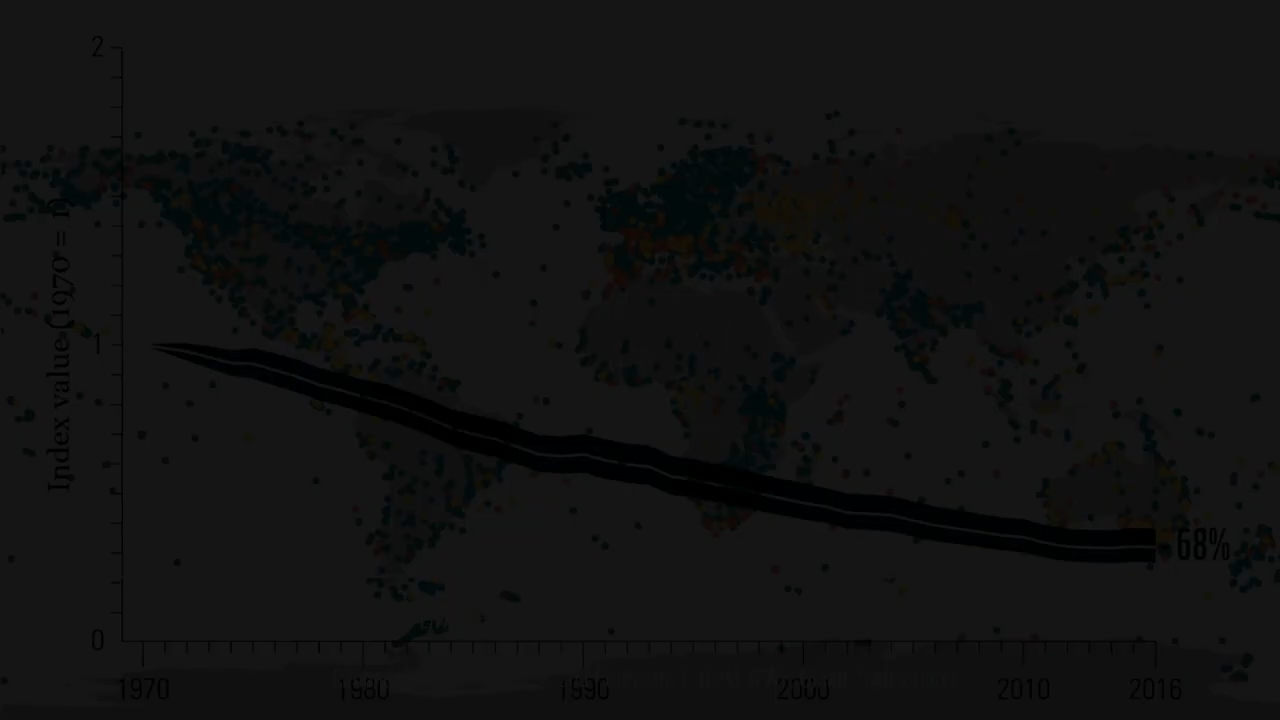 2
Index value (1970 = 1)
1
0
68%
1970 1980 1990 2000 2010 2016